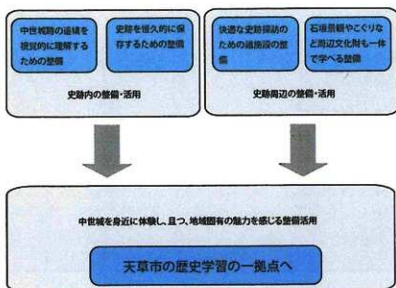 中世城跡の遺構を
視覚的に理解する
ための整備
史跡を恒久的に保
存するための整備
史跡内の整備・活用
快適な史跡探訪の
ための諸施設の整
備
石垣景観やこぐりな
ど周辺文化財も一体
で学べる整備
史跡周辺の整備・活用
中世城を身近に体験し、且つ、地域固有の魅力を感じる整備活用
天草市の歴史学習の一拠点へ